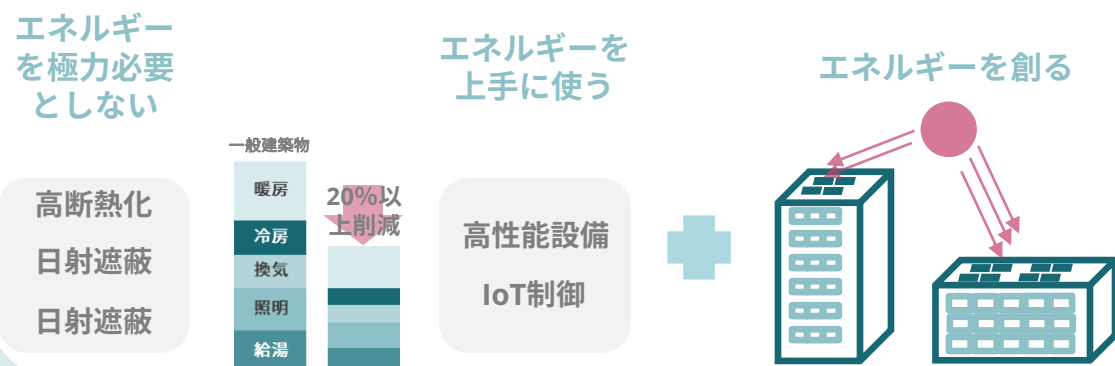 エネルギー
を極力必要
としない
高断熱化
日射遮蔽
日射遮蔽
一般建築物
暖房
冷房
換気
照明
給湯
20%以
上削減
エネルギーを
上手に使う
高性能設備
IoT制御
エネルギーを創る